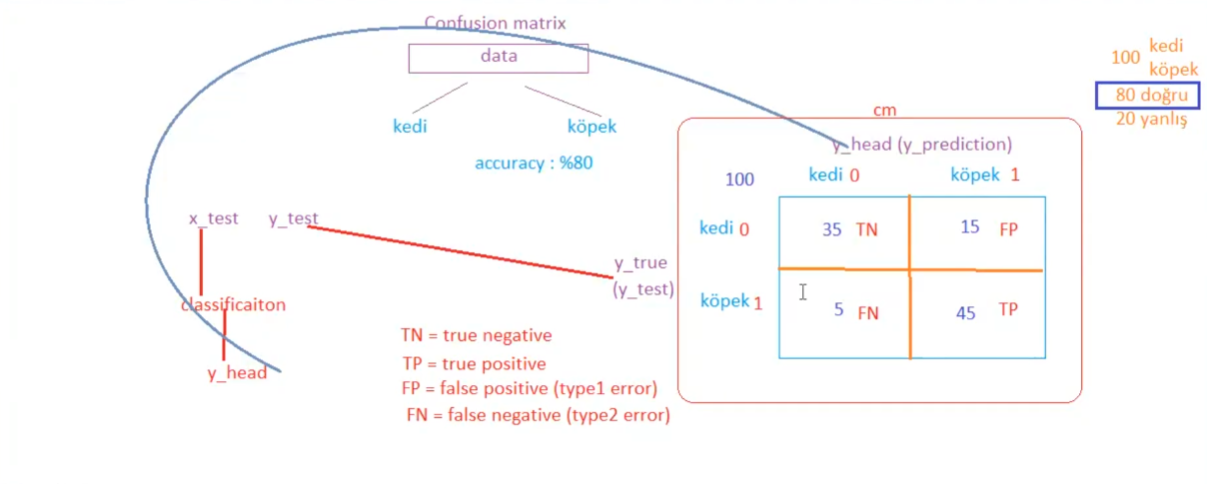 Confusion matrix
data
kedi köpek
accuracy : %80
100 kedi
köpek
80 doğru
20 yanlış
x_test y_test
classificaiton
y_head
TN = true negative
TP = true positive
FP = false positive (type1 error)
FN = false negative (type2 error)
cm
y_head (y_prediction)
100 kedi 0 köpek 1
y_true
(y_test)
kedi 0 35 TN 15 FP
köpek 1 5 FN 45 TP